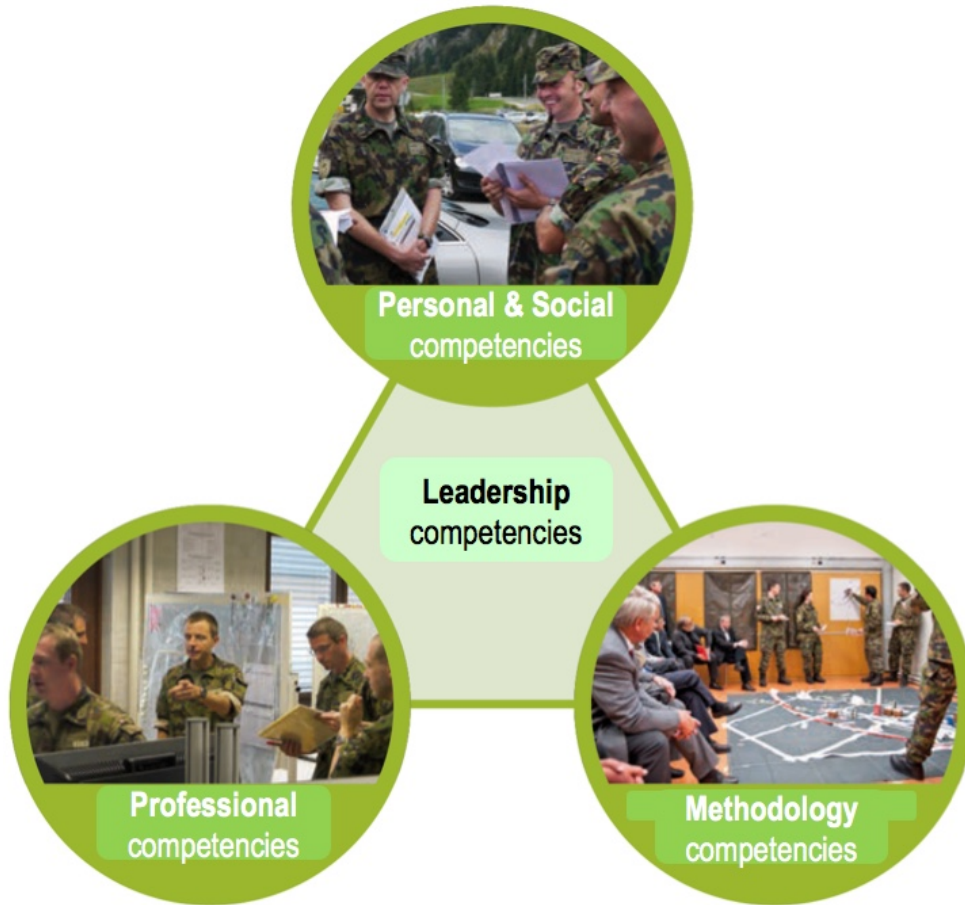 Personal & Social
competencies
Leadership
competencies
Professional
competencies
Methodology
competencies